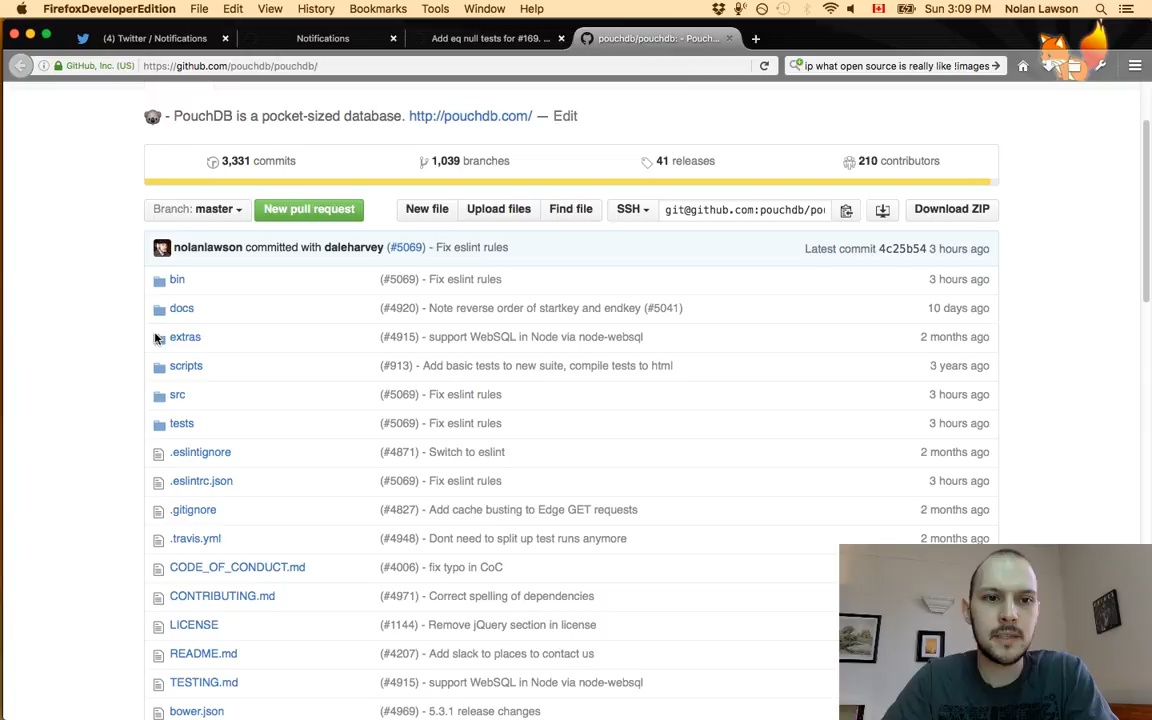 FirefoxDeveloperEdition File Edit View History Bookmarks Tools Window Help Sun 3:09 PM Nolan Lawson
(4) Twitter / Notifications × Notifications × Add eq null tests for #169. ... × pouchdb/pouchdb: - Pouch... × +
GitHub, Inc. (US) https://github.com/pouchdb/pouchdb/ ip what open source is really like !images
- PouchDB is a pocket-sized database. http://pouchdb.com/ — Edit
3,331 commits 1,039 branches 41 releases 210 contributors
Branch: master New pull request New file Upload files Find file SSH git@github.com:pouchdb/po Download ZIP
nolanlawson committed with daleharvey (#5069) - Fix eslint rules Latest commit 4c25b54 3 hours ago
bin (#5069) - Fix eslint rules 3 hours ago
docs (#4920) - Note reverse order of startkey and endkey (#5041) 10 days ago
extras (#4915) - support WebSQL in Node via node-websql 2 months ago
scripts (#913) - Add basic tests to new suite, compile tests to html 3 years ago
src (#5069) - Fix eslint rules 3 hours ago
tests (#5069) - Fix eslint rules 3 hours ago
.eslintignore (#4871) - Switch to eslint 2 months ago
.eslintrc.json (#5069) - Fix eslint rules 3 hours ago
.gitignore (#4827) - Add cache busting to Edge GET requests 2 months ago
.travis.yml (#4948) - Dont need to split up test runs anymore 2 months ago
CODE_OF_CONDUCT.md (#4006) - fix typo in CoC
CONTRIBUTING.md (#4971) - Correct spelling of dependencies
LICENSE (#1144) - Remove jQuery section in license
README.md (#4207) - Add slack to places to contact us
TESTING.md (#4915) - support WebSQL in Node via node-websql
bower.json (#4969) - 5.3.1 release changes